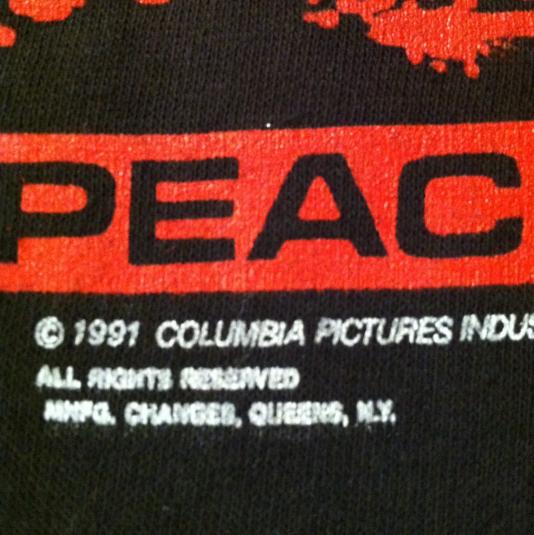 PEAC
© 1991 COLUMBIA PICTURES INDUS
ALL RIGHTS RESERVED
MNFG. CHANGES, QUEENS, N.Y.